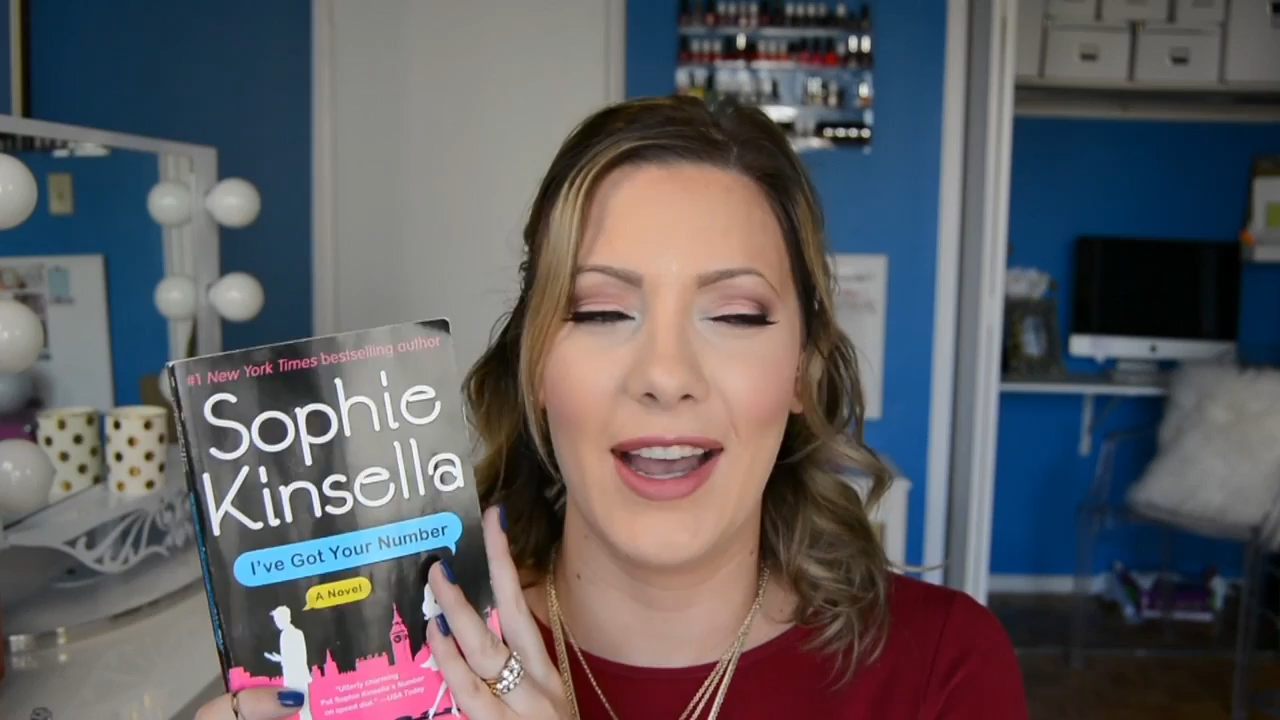 #1 New York Times bestselling author
Sophie
Kinsella
I've Got Your Number
A Novel
"Utterly charming.
Put Sophie Kinsella's Number
on speed dial." —USA Today